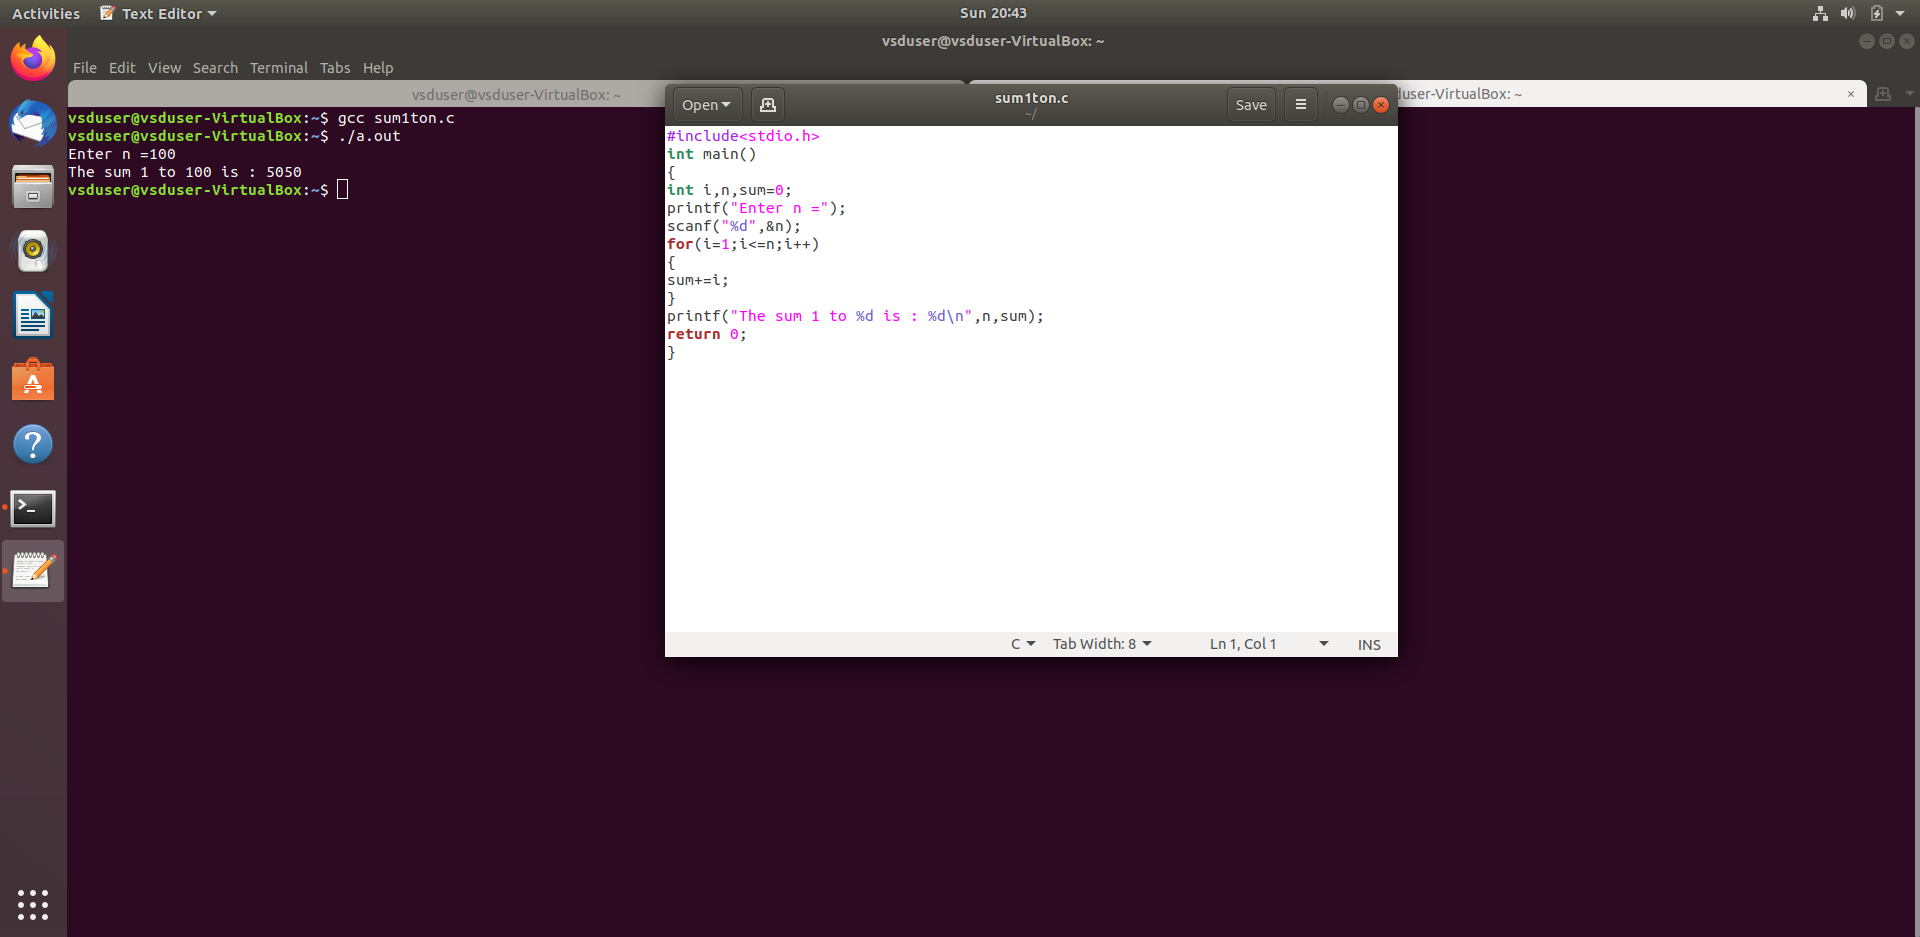 Activities
Text Editor
Sun 20:43
vsduser@vsduser-VirtualBox: ~
File Edit View Search Terminal Tabs Help
vsduser@vsduser-VirtualBox: ~
duser-VirtualBox: ~
vsduser@vsduser-VirtualBox:~$ gcc sum1ton.c
vsduser@vsduser-VirtualBox:~$ ./a.out
Enter n =100
The sum 1 to 100 is : 5050
vsduser@vsduser-VirtualBox:~$
Open
sum1ton.c
~/
Save
#include<stdio.h>
int main()
{
int i,n,sum=0;
printf("Enter n =");
scanf("%d",&n);
for(i=1;i<=n;i++)
{
sum+=i;
}
printf("The sum 1 to %d is : %d\n",n,sum);
return 0;
}
C Tab Width: 8 Ln 1, Col 1 INS